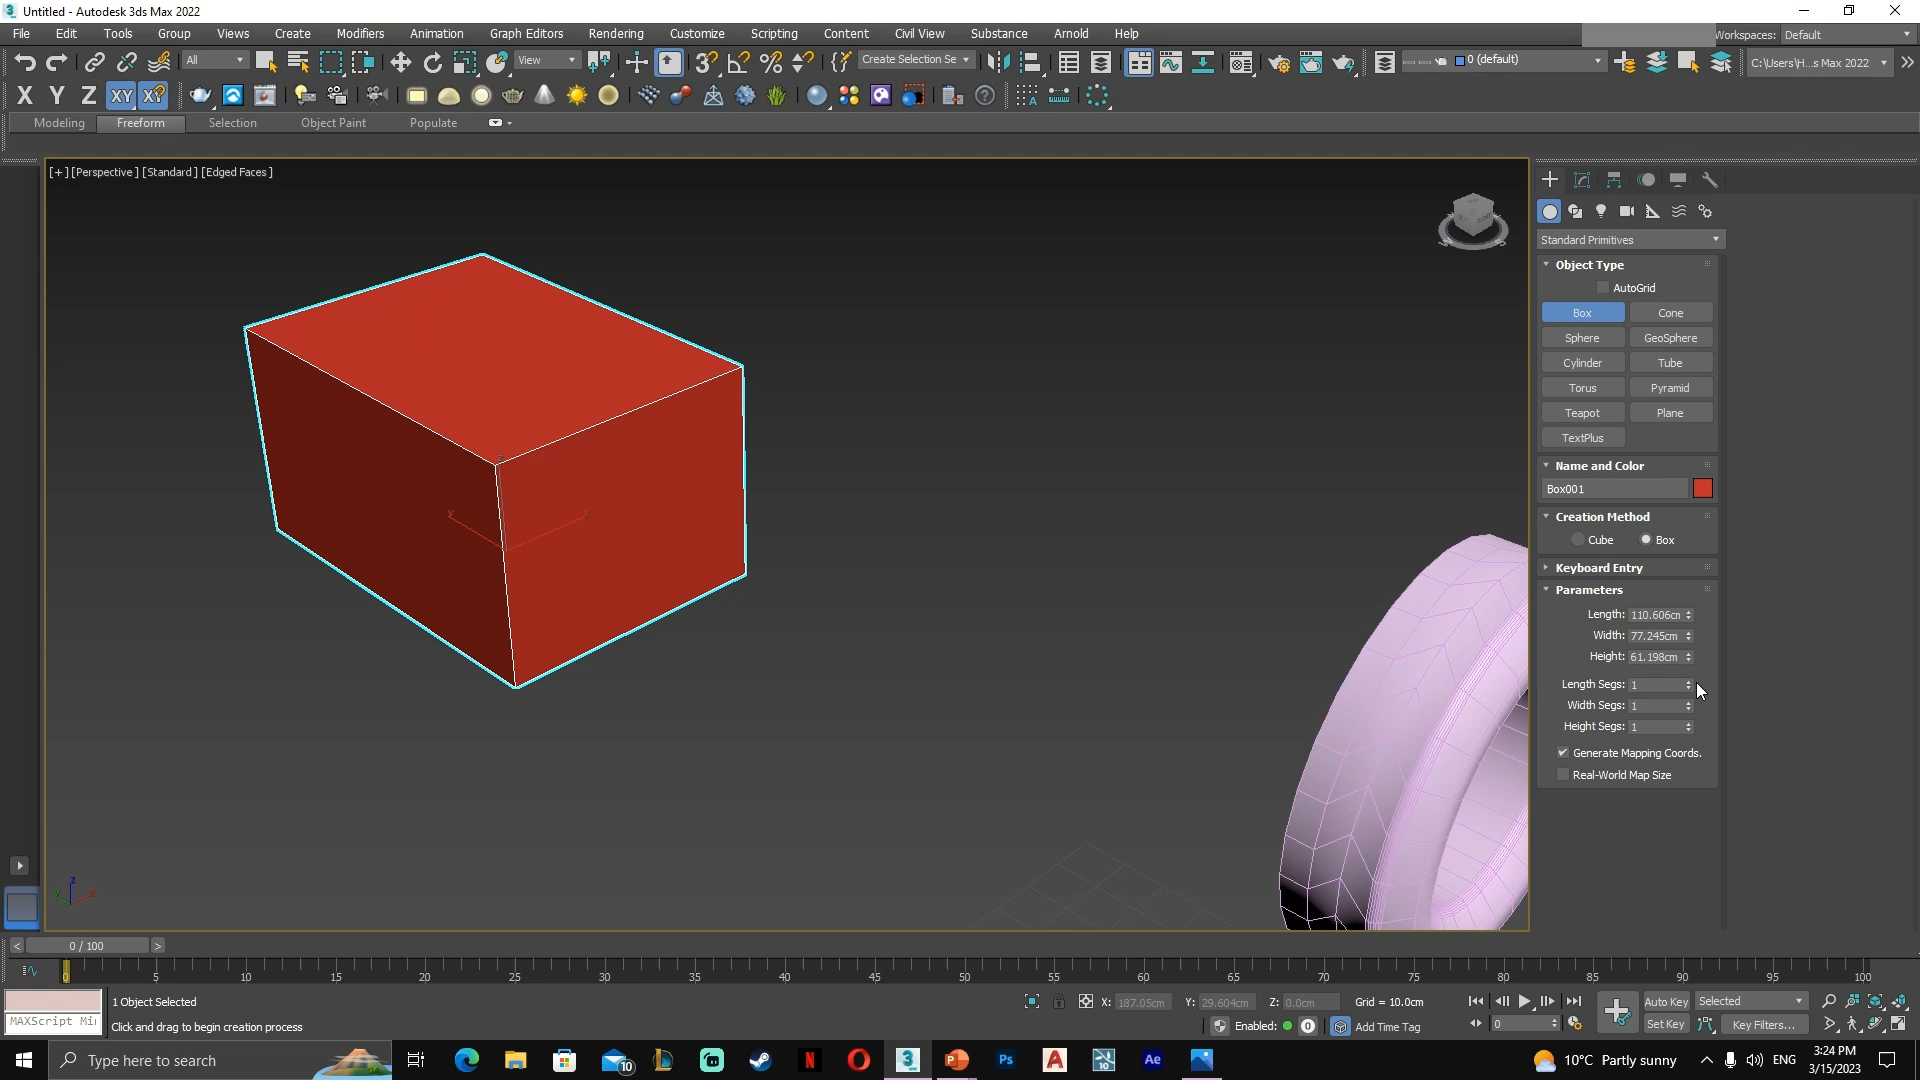 Untitled - Autodesk 3ds Max 2022
File Edit Tools Group Views Create Modifiers Animation Graph Editors Rendering Customize Scripting Content Civil View Substance Arnold Help
Workspaces: Default
All
View
Create Selection Se
0 (default)
C:\Users\H...s Max 2022
X Y Z XY XY
Modeling Freeform Selection Object Paint Populate
[+] [Perspective] [Standard] [Edged Faces]
Standard Primitives
Object Type
AutoGrid
Box Cone
Sphere GeoSphere
Cylinder Tube
Torus Pyramid
Teapot Plane
TextPlus
Name and Color
Box001
Creation Method
Cube Box
Keyboard Entry
Parameters
Length: 110.606cm
Width: 77.245cm
Height: 61.198cm
Length Segs: 1
Width Segs: 1
Height Segs: 1
Generate Mapping Coords.
Real-World Map Size
0 / 100
0 5 10 15 20 25 30 35 40 45 50 55 60 65 70 75 80 85 90 95 100
1 Object Selected
X: 187.05cm Y: 29.604cm Z: 0.0cm Grid = 10.0cm
Auto Key Selected
MAXScript Mi
Click and drag to begin creation process
Enabled: 0 Add Time Tag
0
Set Key Key Filters...
Type here to search
10
Ps
A
10
Ae
10°C Partly sunny
ENG
3:24 PM
3/15/2023